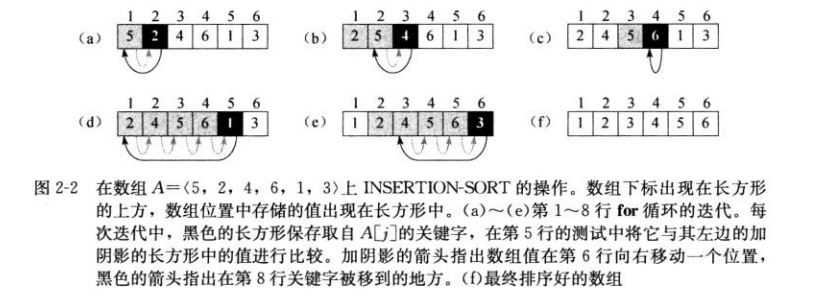 1 2 3 4 5 6 1 2 3 4 5 6 1 2 3 4 5 6
(a) 5 2 4 6 1 3 (b) 2 5 4 6 1 3 (c) 2 4 5 6 1 3
1 2 3 4 5 6 1 2 3 4 5 6 1 2 3 4 5 6
(d) 2 4 5 6 1 3 (e) 1 2 4 5 6 3 (f) 1 2 3 4 5 6
图 2-2 在数组 A=〈5，2，4，6，1，3〉上 INSERTION-SORT 的操作。数组下标出现在长方形
的上方，数组位置中存储的值出现在长方形中。(a)～(e)第 1～8 行 for 循环的迭代。每
次迭代中，黑色的长方形保存取自 A[j]的关键字，在第 5 行的测试中将它与其左边的加
阴影的长方形中的值进行比较。加阴影的箭头指出数组值在第 6 行向右移动一个位置，
黑色的箭头指出在第 8 行关键字被移到的地方。(f)最终排序好的数组